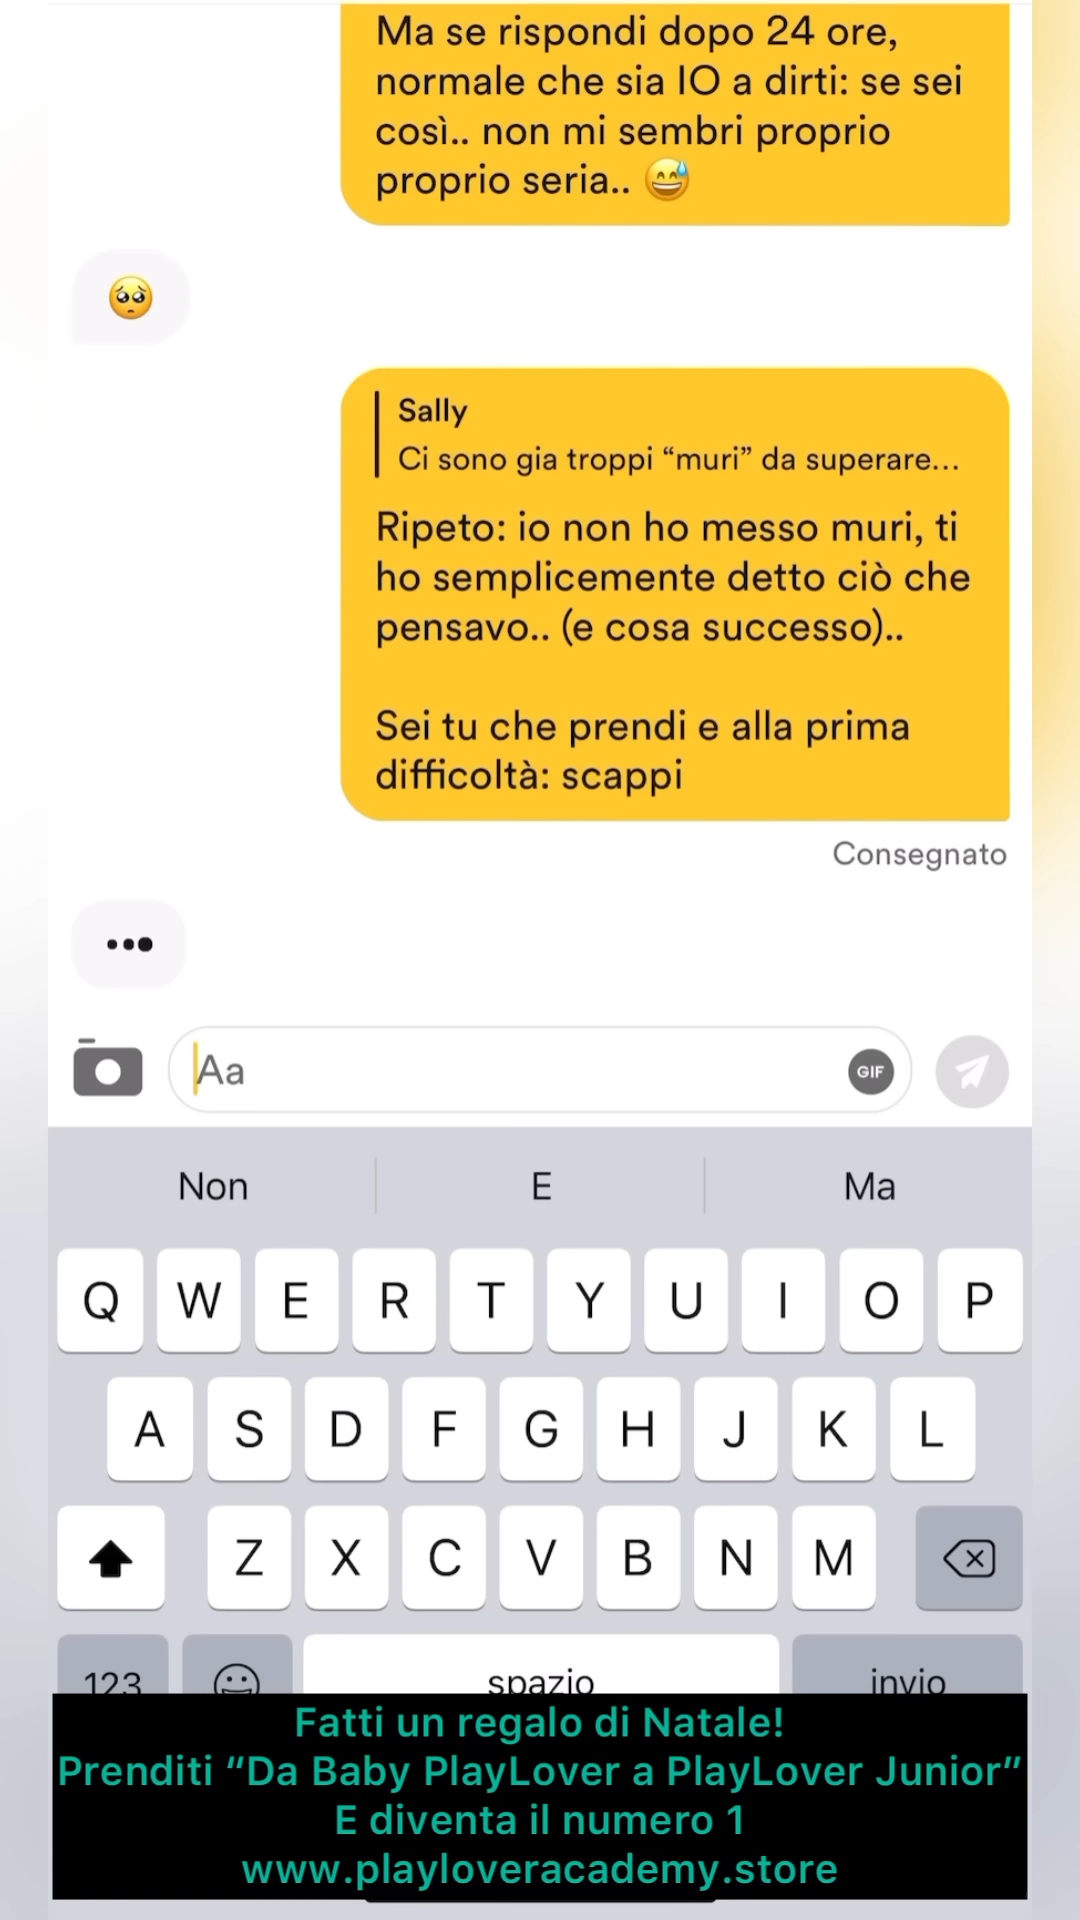 Ma se rispondi dopo 24 ore,
normale che sia IO a dirti: se sei
così.. non mi sembri proprio
proprio seria.. 😅
🥺
Sally
Ci sono gia troppi “muri” da superare...
Ripeto: io non ho messo muri, ti
ho semplicemente detto ciò che
pensavo.. (e cosa successo)..
Sei tu che prendi e alla prima
difficoltà: scappi
Consegnato
Aa
GIF
Non E Ma
Q W E R T Y U I O P
A S D F G H J K L
Z X C V B N M
123 spazio invio
Fatti un regalo di Natale!
Prenditi “Da Baby PlayLover a PlayLover Junior”
E diventa il numero 1
www.playloveracademy.store